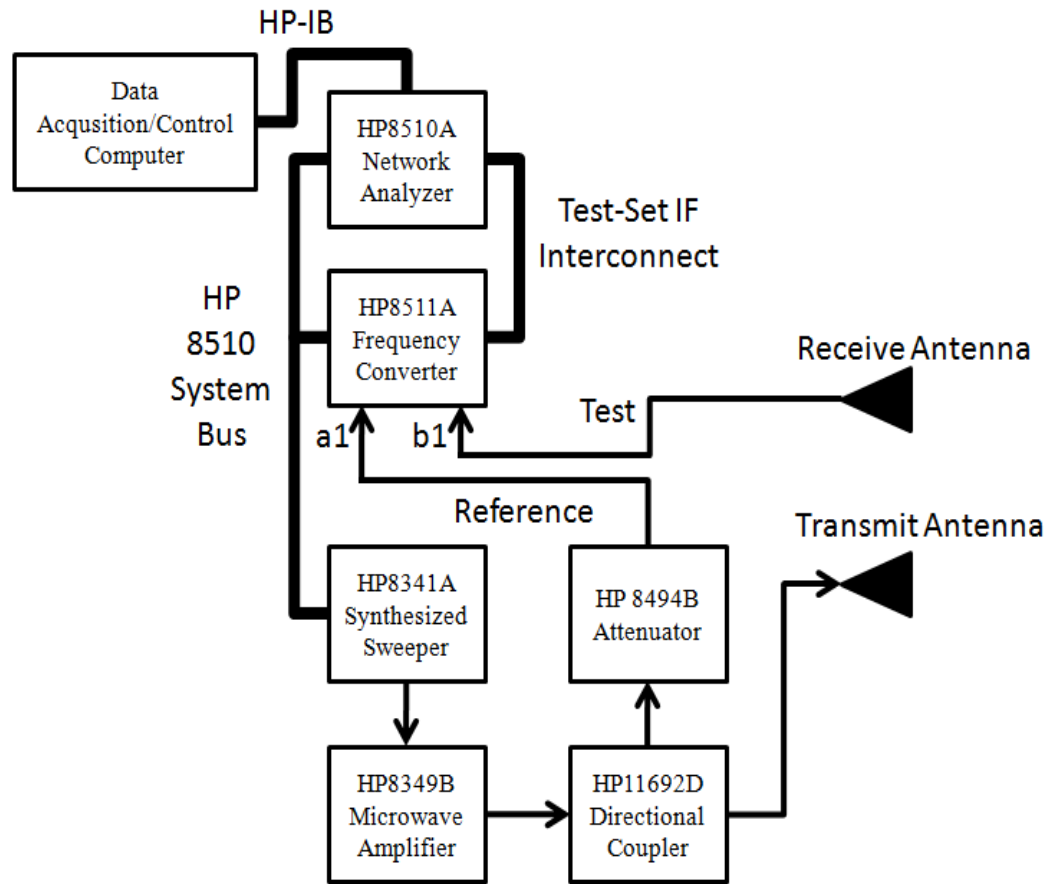 HP-IB
Data
Acqusition/Control
Computer
HP8510A
Network
Analyzer
Test-Set IF
Interconnect
HP
8510
System
Bus
HP8511A
Frequency
Converter
Receive Antenna
Test
a1
b1
Reference
Transmit Antenna
HP8341A
Synthesized
Sweeper
HP 8494B
Attenuator
HP8349B
Microwave
Amplifier
HP11692D
Directional
Coupler